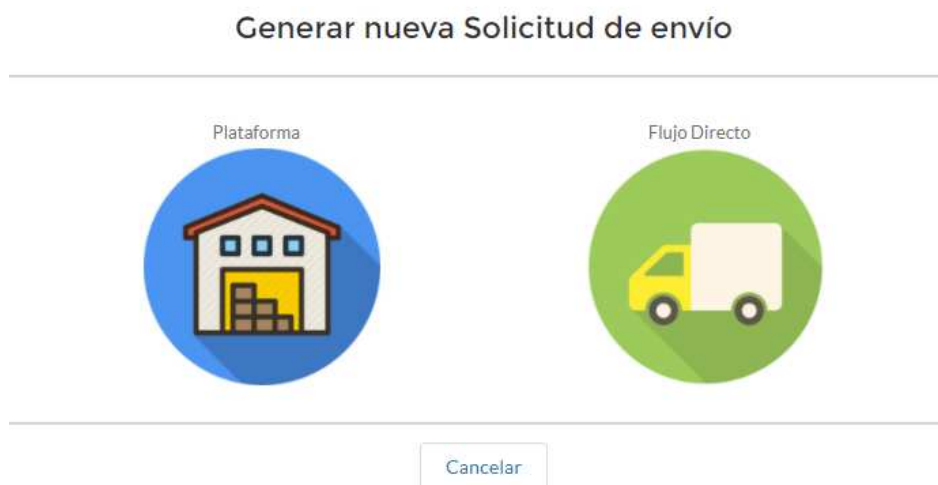 Generar nueva Solicitud de envío
Plataforma
Flujo Directo
Cancelar